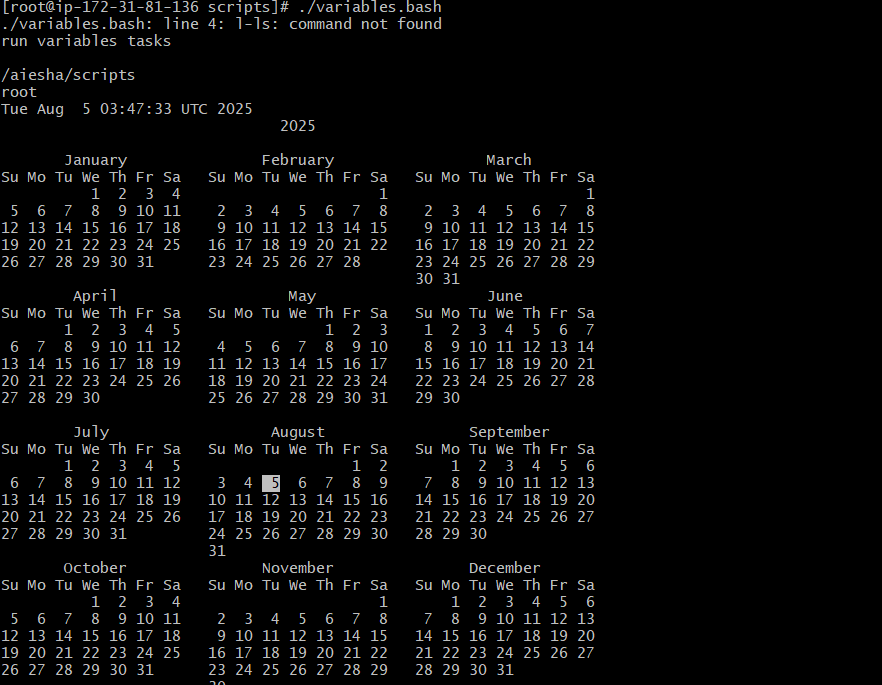 [root@ip-172-31-81-136 scripts]# ./variables.bash
./variables.bash: line 4: l-ls: command not found
run variables tasks

/aiesha/scripts
root
Tue Aug  5 03:47:33 UTC 2025
                               2025

       January               February                 March
Su Mo Tu We Th Fr Sa   Su Mo Tu We Th Fr Sa   Su Mo Tu We Th Fr Sa
          1  2  3  4                      1                      1
 5  6  7  8  9 10 11    2  3  4  5  6  7  8    2  3  4  5  6  7  8
12 13 14 15 16 17 18    9 10 11 12 13 14 15    9 10 11 12 13 14 15
19 20 21 22 23 24 25   16 17 18 19 20 21 22   16 17 18 19 20 21 22
26 27 28 29 30 31      23 24 25 26 27 28      23 24 25 26 27 28 29
                                              30 31
        April                   May                   June
Su Mo Tu We Th Fr Sa   Su Mo Tu We Th Fr Sa   Su Mo Tu We Th Fr Sa
       1  2  3  4  5                1  2  3    1  2  3  4  5  6  7
 6  7  8  9 10 11 12    4  5  6  7  8  9 10    8  9 10 11 12 13 14
13 14 15 16 17 18 19   11 12 13 14 15 16 17   15 16 17 18 19 20 21
20 21 22 23 24 25 26   18 19 20 21 22 23 24   22 23 24 25 26 27 28
27 28 29 30            25 26 27 28 29 30 31   29 30

        July                  August                September
Su Mo Tu We Th Fr Sa   Su Mo Tu We Th Fr Sa   Su Mo Tu We Th Fr Sa
       1  2  3  4  5                   1  2       1  2  3  4  5  6
 6  7  8  9 10 11 12    3  4  5  6  7  8  9    7  8  9 10 11 12 13
13 14 15 16 17 18 19   10 11 12 13 14 15 16   14 15 16 17 18 19 20
20 21 22 23 24 25 26   17 18 19 20 21 22 23   21 22 23 24 25 26 27
27 28 29 30 31         24 25 26 27 28 29 30   28 29 30
                       31
       October               November               December
Su Mo Tu We Th Fr Sa   Su Mo Tu We Th Fr Sa   Su Mo Tu We Th Fr Sa
          1  2  3  4                      1       1  2  3  4  5  6
 5  6  7  8  9 10 11    2  3  4  5  6  7  8    7  8  9 10 11 12 13
12 13 14 15 16 17 18    9 10 11 12 13 14 15   14 15 16 17 18 19 20
19 20 21 22 23 24 25   16 17 18 19 20 21 22   21 22 23 24 25 26 27
26 27 28 29 30 31      23 24 25 26 27 28 29   28 29 30 31